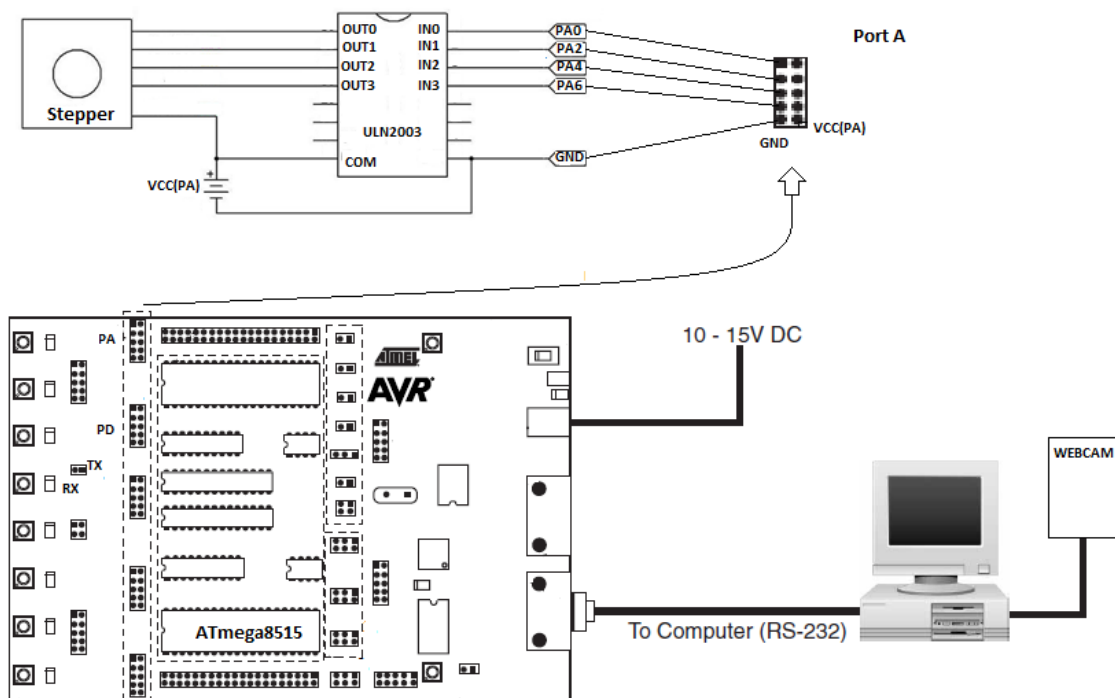 OUT0 IN0 PA0
OUT1 IN1 PA2
OUT2 IN2 PA4
OUT3 IN3 PA6
Port A
Stepper
ULN2003
VCC(PA)
GND
COM
GND
VCC(PA)
PA
ATMEL
AVR®
10 - 15V DC
PD
TX
RX
WEBCAM
ATmega8515
To Computer (RS-232)